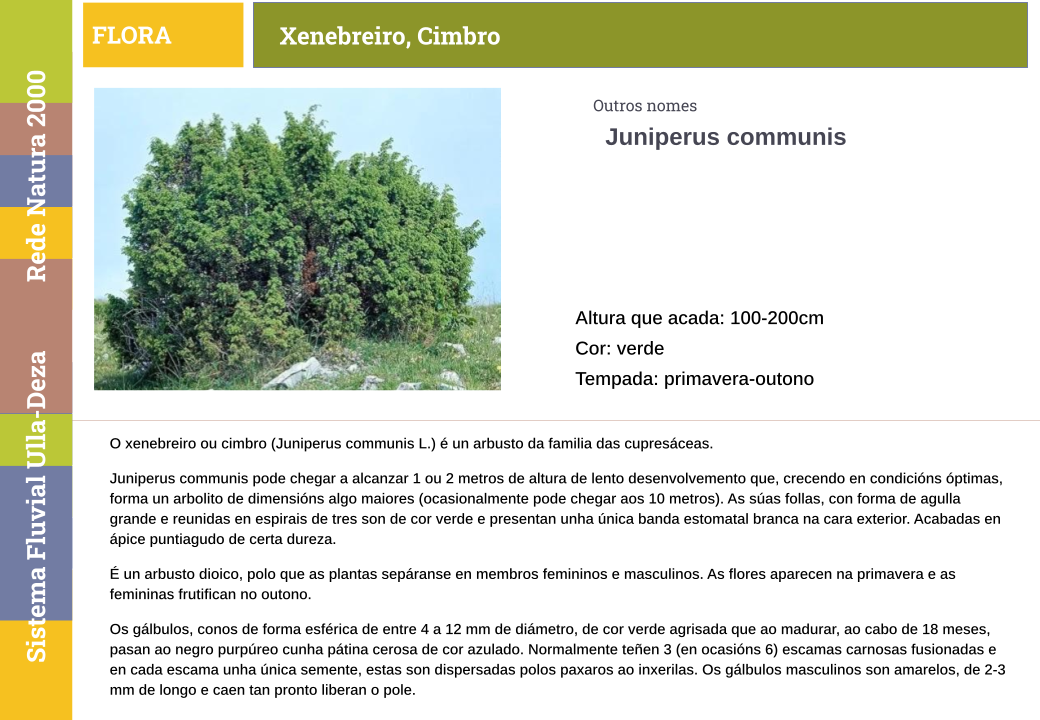 FLORA
Xenebreiro, Cimbro
Rede Natura 2000
Sistema Fluvial Ulla-Deza
Outros nomes
Juniperus communis
Altura que acada: 100-200cm
Cor: verde
Tempada: primavera-outono
O xenebreiro ou cimbro (Juniperus communis L.) é un arbusto da familia das cupresáceas.
Juniperus communis pode chegar a alcanzar 1 ou 2 metros de altura de lento desenvolvemento que, crecendo en condicións óptimas,
forma un arbolito de dimensións algo maiores (ocasionalmente pode chegar aos 10 metros). As súas follas, con forma de agulla
grande e reunidas en espirais de tres son de cor verde e presentan unha única banda estomatal branca na cara exterior. Acabadas en
ápice puntiagudo de certa dureza.
É un arbusto dioico, polo que as plantas sepáranse en membros femininos e masculinos. As flores aparecen na primavera e as
femininas frutifican no outono.
Os gálbulos, conos de forma esférica de entre 4 a 12 mm de diámetro, de cor verde agrisada que ao madurar, ao cabo de 18 meses,
pasan ao negro purpúreo cunha pátina cerosa de cor azulado. Normalmente teñen 3 (en ocasións 6) escamas carnosas fusionadas e
en cada escama unha única semente, estas son dispersadas polos paxaros ao inxerilas. Os gálbulos masculinos son amarelos, de 2-3
mm de longo e caen tan pronto liberan o pole.